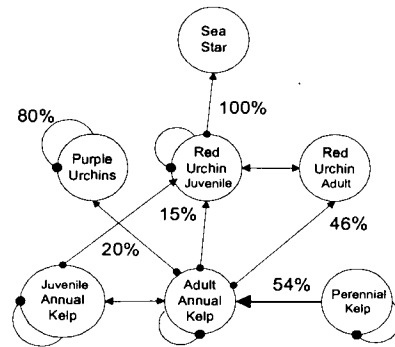 Sea
Star
100%
80%
Purple
Urchins
Red
Urchin
Juvenile
Red
Urchin
Adult
15%
46%
20%
54%
Juvenile
Annual
Kelp
Adult
Annual
Kelp
Perennial
Kelp